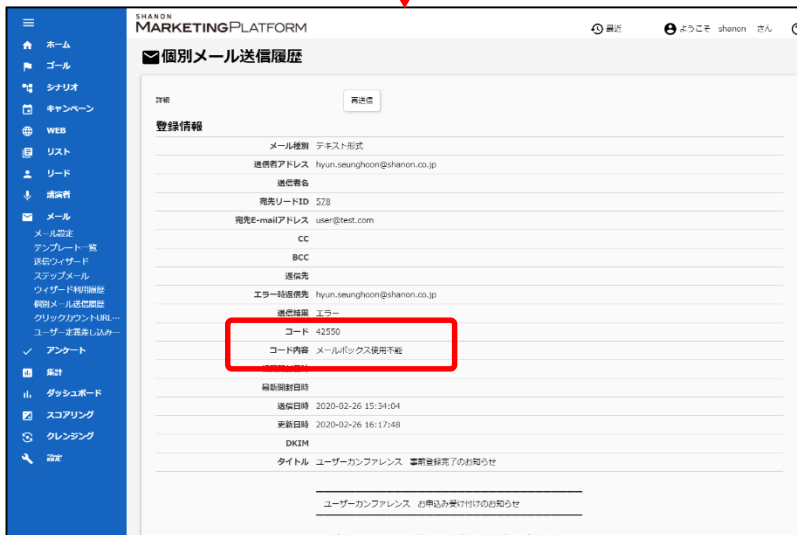 SHANON
MARKETINGPLATFORM
最近
ようこそ shanon さん
ホーム
ゴール
シナリオ
キャンペーン
WEB
リスト
リード
講演者
メール
メール設定
テンプレート一覧
送信ウィザード
ステップメール
ウィザード利用履歴
個別メール送信履歴
クリックカウントURL…
ユーザー定義差し込み…
アンケート
集計
ダッシュボード
スコアリング
クレンジング
設定
個別メール送信履歴
詳細 再送信
登録情報
メール種別 テキスト形式
送信者アドレス hyun.seunghoon@shanon.co.jp
送信者名
宛先リードID 578
宛先E-mailアドレス user@test.com
CC
BCC
返信先
エラー時返信先 hyun.seunghoon@shanon.co.jp
送信結果 エラー
コード 42550
コード内容 メールボックス使用不能
最新開封日時
送信日時 2020-02-26 15:34:04
更新日時 2020-02-26 16:17:48
DKIM
タイトル ユーザーカンファレンス 事前登録完了のお知らせ
ユーザーカンファレンス お申込み受け付けのお知らせ